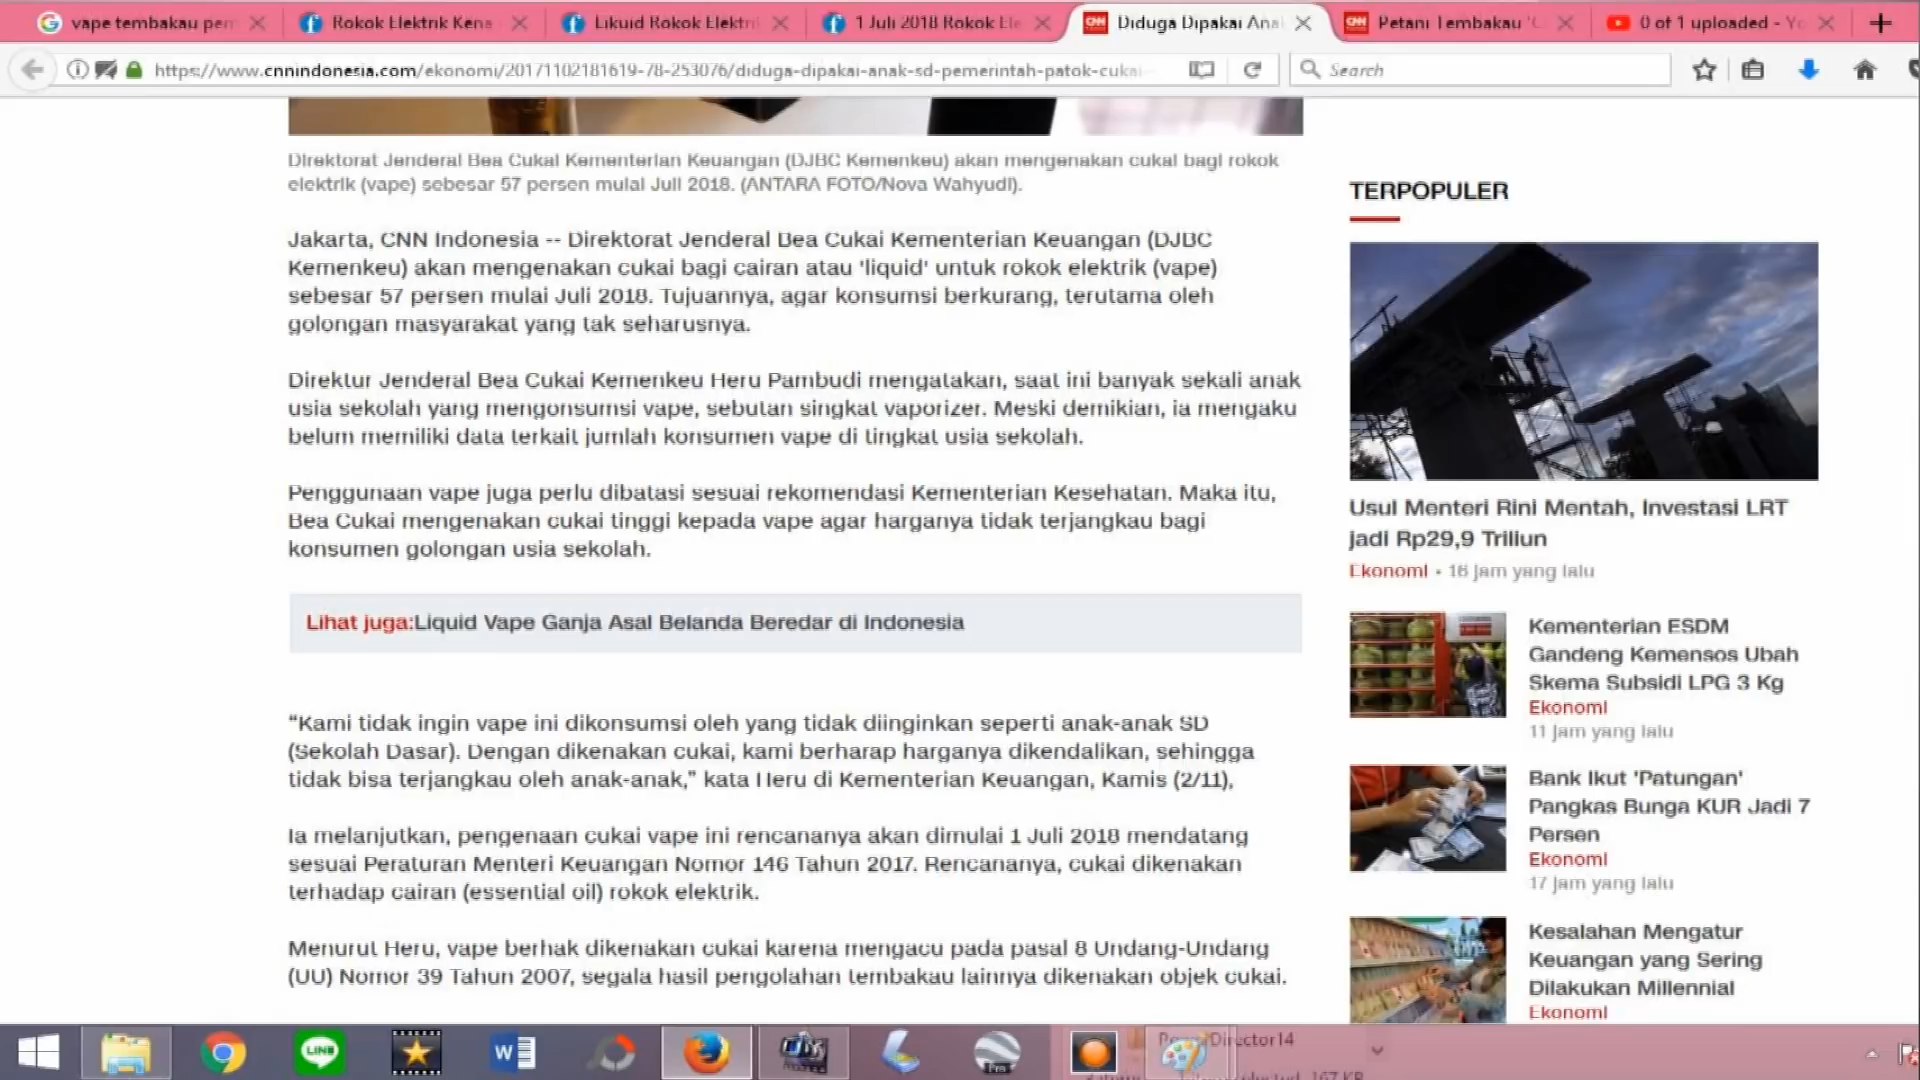 vape tembakau pem
Rokok Elektrik Kena
Likuid Rokok Elektri
1 Juli 2018 Rokok Ele
CNN
Diduga Dipakai Ana
CNN
Petani Tembakau 'C
0 of 1 uploaded - Yo
https://www.cnnindonesia.com/ekonomi/20171102181619-78-253076/diduga-dipakai-anak-sd-pemerintah-patok-cukai-
Search
Direktorat Jenderal Bea Cukai Kementerian Keuangan (DJBC Kemenkeu) akan mengenakan cukai bagi rokok
elektrik (vape) sebesar 57 persen mulai Juli 2018. (ANTARA FOTO/Nova Wahyudi).
Jakarta, CNN Indonesia -- Direktorat Jenderal Bea Cukai Kementerian Keuangan (DJBC
Kemenkeu) akan mengenakan cukai bagi cairan atau 'liquid' untuk rokok elektrik (vape)
sebesar 57 persen mulai Juli 2018. Tujuannya, agar konsumsi berkurang, terutama oleh
golongan masyarakat yang tak seharusnya.
Direktur Jenderal Bea Cukai Kemenkeu Heru Pambudi mengatakan, saat ini banyak sekali anak
usia sekolah yang mengonsumsi vape, sebutan singkat vaporizer. Meski demikian, ia mengaku
belum memiliki data terkait jumlah konsumen vape di tingkat usia sekolah.
Penggunaan vape juga perlu dibatasi sesuai rekomendasi Kementerian Kesehatan. Maka itu,
Bea Cukai mengenakan cukai tinggi kepada vape agar harganya tidak terjangkau bagi
konsumen golongan usia sekolah.
Lihat juga:Liquid Vape Ganja Asal Belanda Beredar di Indonesia
“Kami tidak ingin vape ini dikonsumsi oleh yang tidak diinginkan seperti anak-anak SD
(Sekolah Dasar). Dengan dikenakan cukai, kami berharap harganya dikendalikan, sehingga
tidak bisa terjangkau oleh anak-anak,” kata Heru di Kementerian Keuangan, Kamis (2/11),
Ia melanjutkan, pengenaan cukai vape ini rencananya akan dimulai 1 Juli 2018 mendatang
sesuai Peraturan Menteri Keuangan Nomor 146 Tahun 2017. Rencananya, cukai dikenakan
terhadap cairan (essential oil) rokok elektrik.
Menurut Heru, vape berhak dikenakan cukai karena mengacu pada pasal 8 Undang-Undang
(UU) Nomor 39 Tahun 2007, segala hasil pengolahan tembakau lainnya dikenakan objek cukai.
TERPOPULER
Usul Menteri Rini Mentah, Investasi LRT
jadi Rp29,9 Triliun
Ekonomi • 16 jam yang lalu
Kementerian ESDM
Gandeng Kemensos Ubah
Skema Subsidi LPG 3 Kg
Ekonomi
11 jam yang lalu
Bank Ikut 'Patungan'
Pangkas Bunga KUR Jadi 7
Persen
Ekonomi
17 jam yang lalu
Kesalahan Mengatur
Keuangan yang Sering
Dilakukan Millennial
Ekonomi
LINE
W
Pro
Director14
selected 167 KB